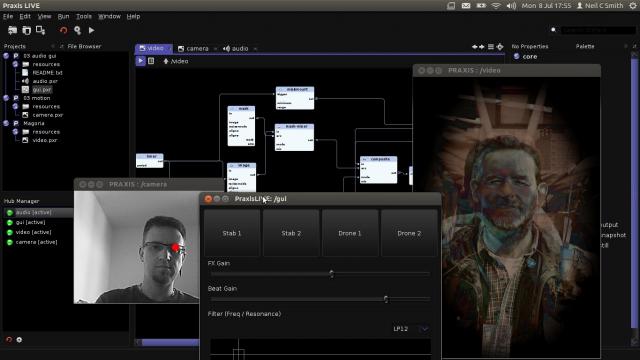 Praxis LIVE
Mon 8 Jul 17:55
Neil C Smith
File Edit View Run Tools Window Help
Projects
File Browser
video
camera
audio
No Properties
Palette
03 audio gui
resources
README.txt
audio.pxr
gui.pxr
03 motion
resources
camera.pxr
Magoria
resources
video.pxr
/video
core
PRAXIS : /video
mask
image
composite
timer
Hub Manager
audio [active]
gui [active]
video [active]
camera [active]
PRAXIS : /camera
PraxisLIVE: /gui
Stab 1
Stab 2
Drone 1
Drone 2
FX Gain
Beat Gain
Filter (Freq / Resonance)
LP12